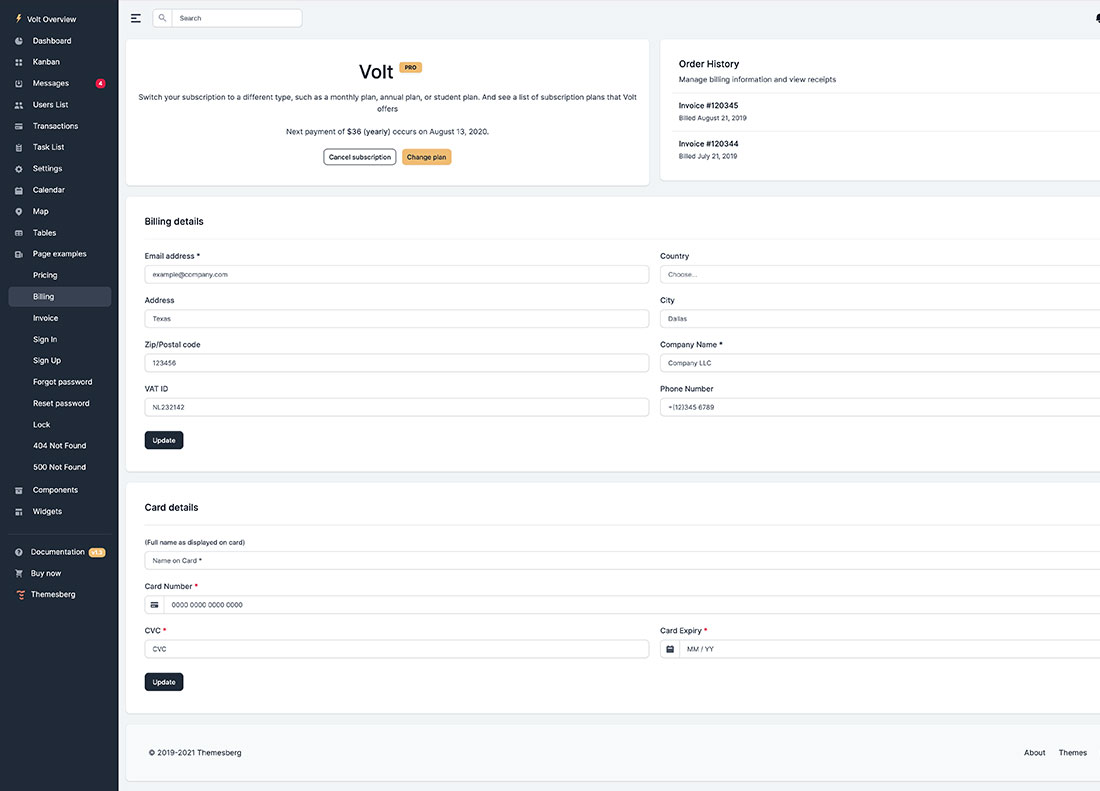 Volt Overview
Dashboard
Kanban
Messages 4
Users List
Transactions
Task List
Settings
Calendar
Map
Tables
Page examples
Pricing
Billing
Invoice
Sign In
Sign Up
Forgot password
Reset password
Lock
404 Not Found
500 Not Found
Components
Widgets
Documentation v1.1
Buy now
Themesberg
Search
Volt PRO
Switch your subscription to a different type, such as a monthly plan, annual plan, or student plan. And see a list of subscription plans that Volt
offers
Next payment of $36 (yearly) occurs on August 13, 2020.
Cancel subscription Change plan
Order History
Manage billing information and view receipts
Invoice #120345
Billed August 21, 2019
Invoice #120344
Billed July 21, 2019
Billing details
Email address * Country
example@company.com Choose...
Address City
Texas Dallas
Zip/Postal code Company Name *
123456 Company LLC
VAT ID Phone Number
NL232142 +(12)345 6789
Update
Card details
(Full name as displayed on card)
Name on Card *
Card Number *
0000 0000 0000 0000
CVC * Card Expiry *
CVC MM / YY
Update
© 2019-2021 Themesberg About Themes